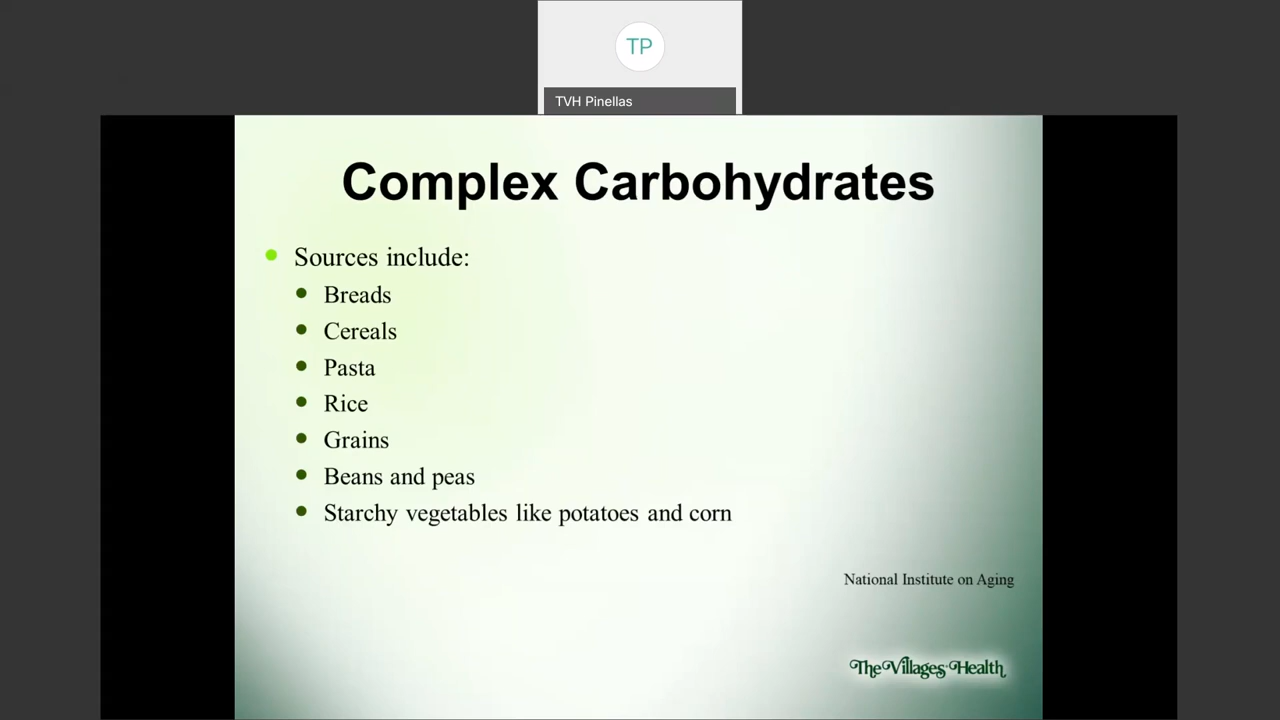 TP
TVH Pinellas
Complex Carbohydrates
Sources include:
Breads
Cereals
Pasta
Rice
Grains
Beans and peas
Starchy vegetables like potatoes and corn
National Institute on Aging
The Villages Health